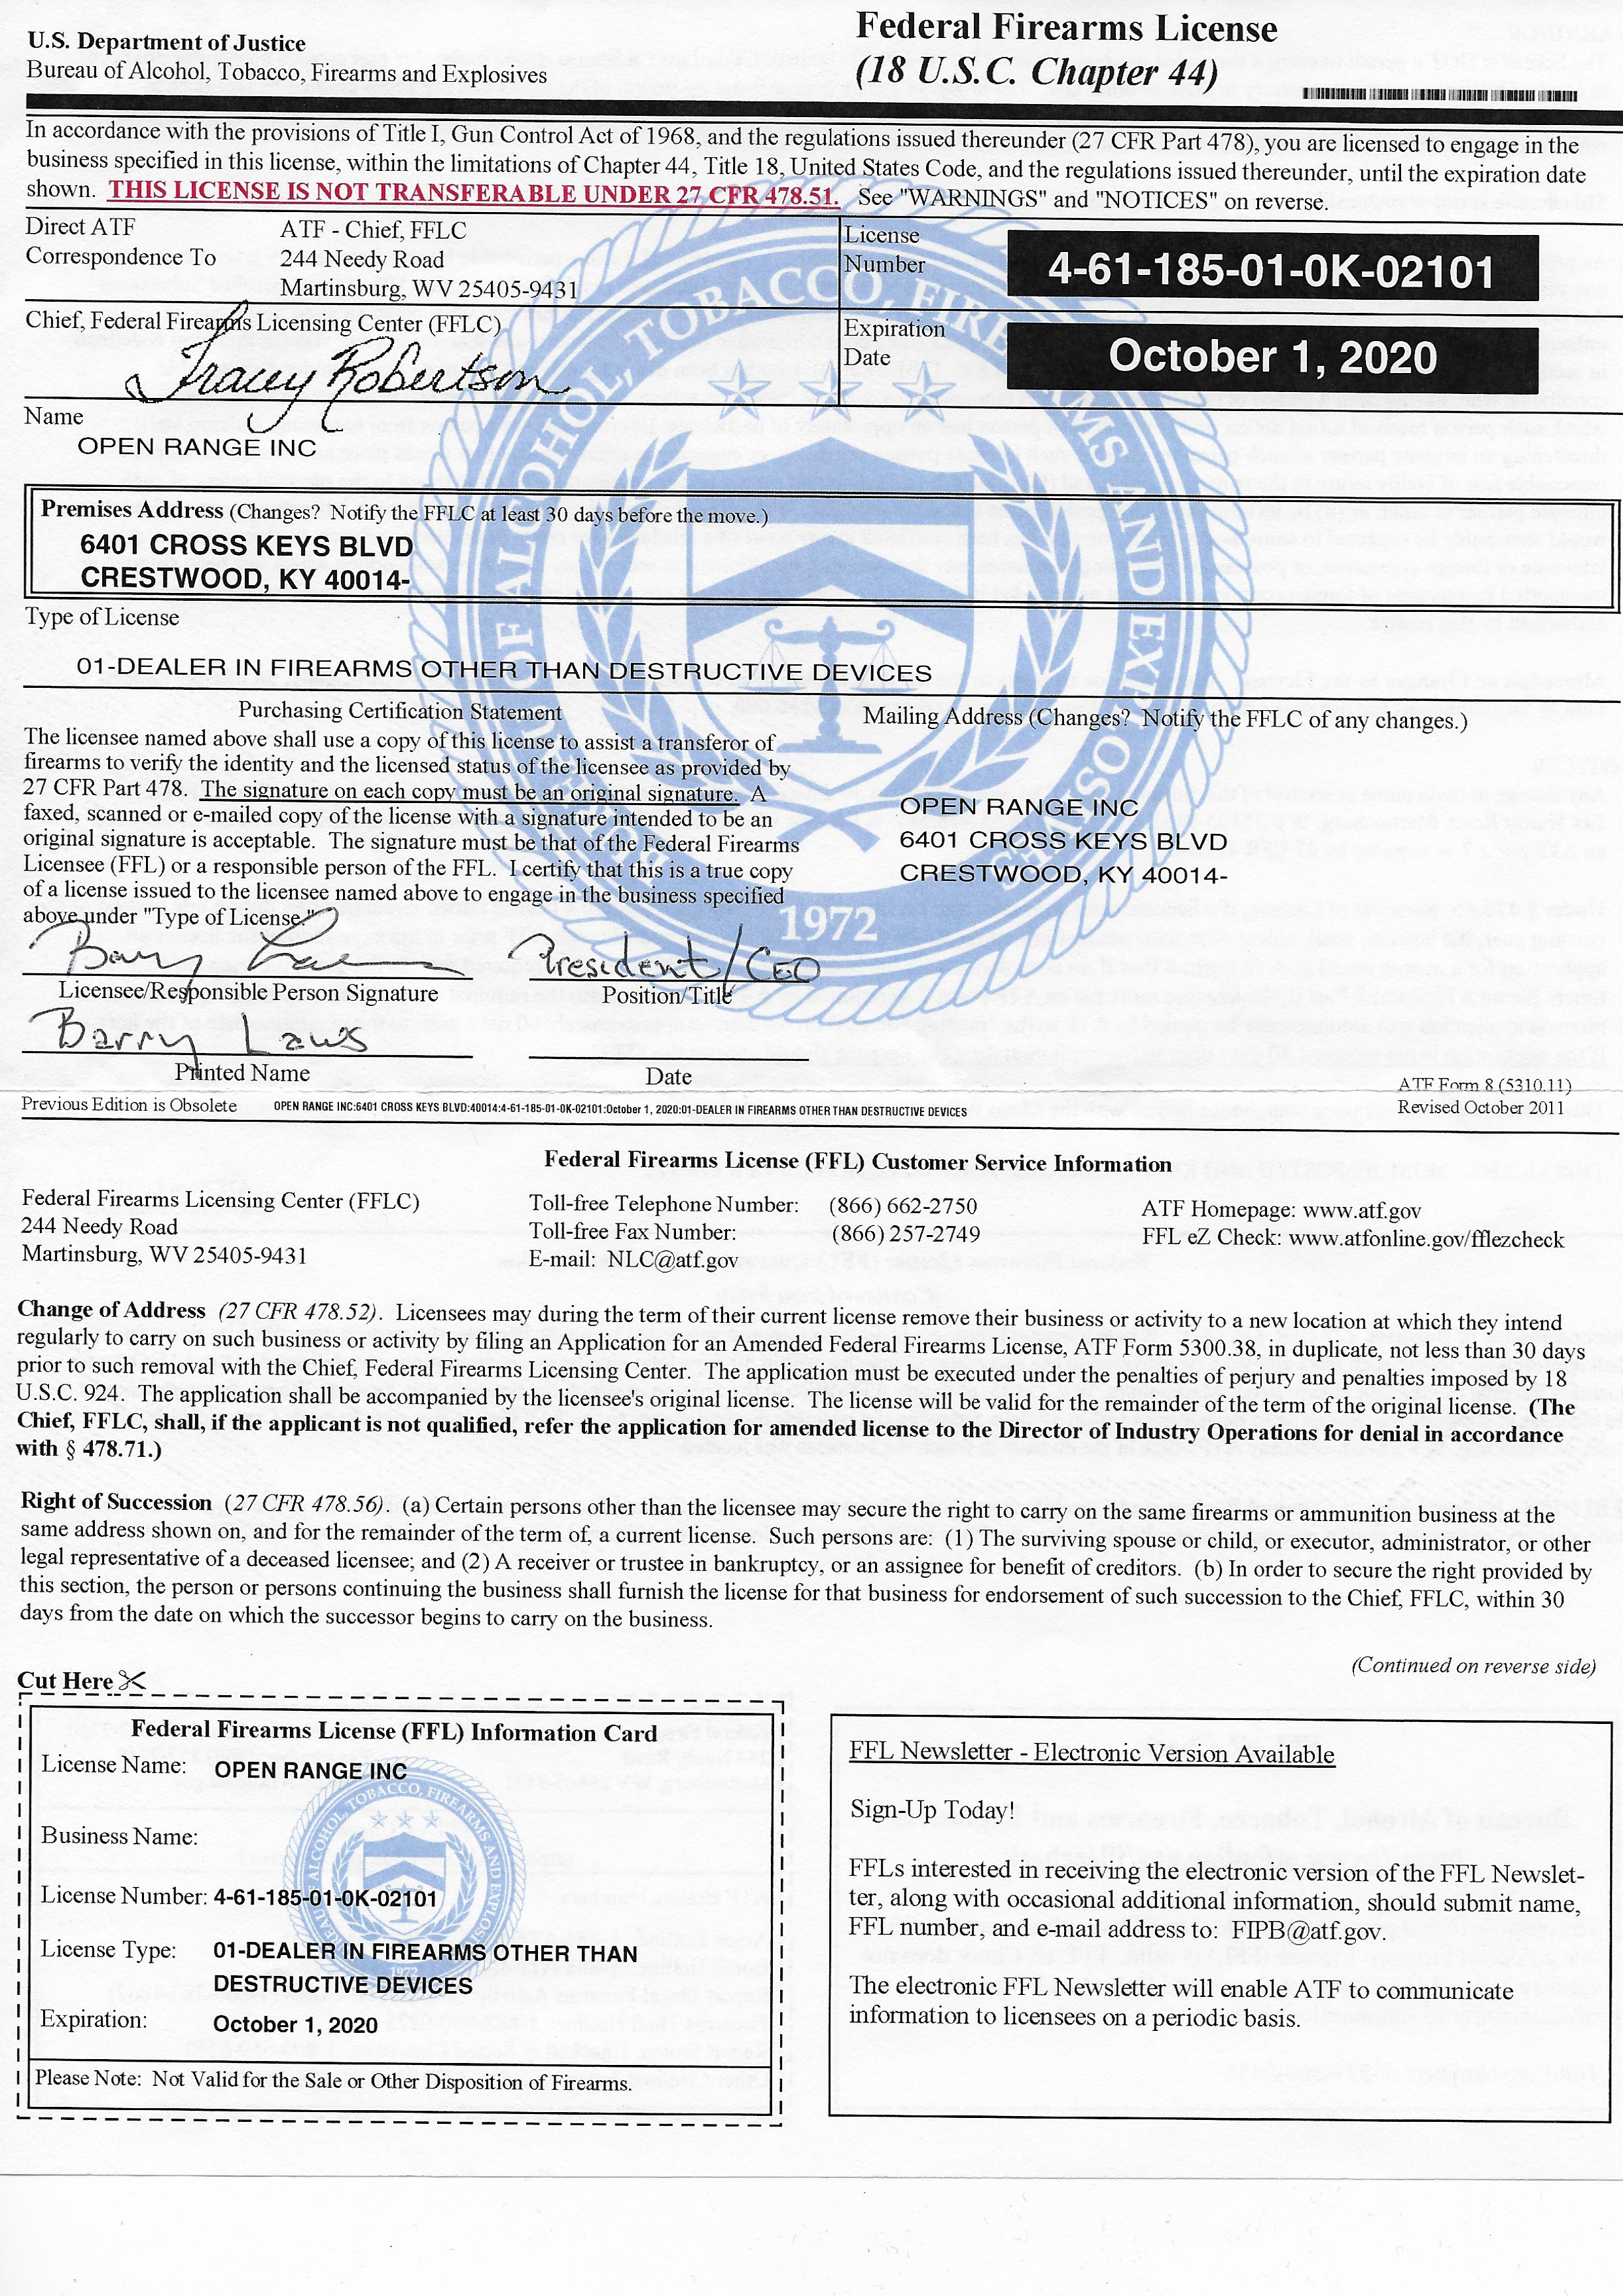 U.S. Department of Justice
Bureau of Alcohol, Tobacco, Firearms and Explosives
Federal Firearms License
(18 U.S.C. Chapter 44)
In accordance with the provisions of Title I, Gun Control Act of 1968, and the regulations issued thereunder (27 CFR Part 478), you are licensed to engage in the
business specified in this license, within the limitations of Chapter 44, Title 18, United States Code, and the regulations issued thereunder, until the expiration date
shown. THIS LICENSE IS NOT TRANSFERABLE UNDER 27 CFR 478.51. See "WARNINGS" and "NOTICES" on reverse.
Direct ATF
Correspondence To
ATF - Chief, FFLC
244 Needy Road
Martinsburg, WV 25405-9431
License
Number
4-61-185-01-0K-02101
Chief, Federal Firearms Licensing Center (FFLC)
Tracey Robertson
Expiration
Date
October 1, 2020
Name
OPEN RANGE INC
Premises Address (Changes? Notify the FFLC at least 30 days before the move.)
6401 CROSS KEYS BLVD
CRESTWOOD, KY 40014-
Type of License
01-DEALER IN FIREARMS OTHER THAN DESTRUCTIVE DEVICES
Purchasing Certification Statement
The licensee named above shall use a copy of this license to assist a transferor of
firearms to verify the identity and the licensed status of the licensee as provided by
27 CFR Part 478. The signature on each copy must be an original signature. A
faxed, scanned or e-mailed copy of the license with a signature intended to be an
original signature is acceptable. The signature must be that of the Federal Firearms
Licensee (FFL) or a responsible person of the FFL. I certify that this is a true copy
of a license issued to the licensee named above to engage in the business specified
above under "Type of License."
Mailing Address (Changes? Notify the FFLC of any changes.)
OPEN RANGE INC
6401 CROSS KEYS BLVD
CRESTWOOD, KY 40014-
BUREAU OF ALCOHOL, TOBACCO, FIREARMS AND EXPLOSIVES
1972
Barry Laws
President/CEO
Licensee/Responsible Person Signature
Position/Title
Barry Laws
Printed Name
Date
ATF Form 8 (5310.11)
Revised October 2011
Previous Edition is Obsolete
OPEN RANGE INC:6401 CROSS KEYS BLVD:40014:4-61-185-01-0K-02101:October 1, 2020:01-DEALER IN FIREARMS OTHER THAN DESTRUCTIVE DEVICES
Federal Firearms License (FFL) Customer Service Information
Federal Firearms Licensing Center (FFLC)
244 Needy Road
Martinsburg, WV 25405-9431
Toll-free Telephone Number: (866) 662-2750
Toll-free Fax Number: (866) 257-2749
E-mail: NLC@atf.gov
ATF Homepage: www.atf.gov
FFL eZ Check: www.atfonline.gov/fflezcheck
Change of Address (27 CFR 478.52). Licensees may during the term of their current license remove their business or activity to a new location at which they intend
regularly to carry on such business or activity by filing an Application for an Amended Federal Firearms License, ATF Form 5300.38, in duplicate, not less than 30 days
prior to such removal with the Chief, Federal Firearms Licensing Center. The application must be executed under the penalties of perjury and penalties imposed by 18
U.S.C. 924. The application shall be accompanied by the licensee's original license. The license will be valid for the remainder of the term of the original license. (The
Chief, FFLC, shall, if the applicant is not qualified, refer the application for amended license to the Director of Industry Operations for denial in accordance
with § 478.71.)
Right of Succession (27 CFR 478.56). (a) Certain persons other than the licensee may secure the right to carry on the same firearms or ammunition business at the
same address shown on, and for the remainder of the term of, a current license. Such persons are: (1) The surviving spouse or child, or executor, administrator, or other
legal representative of a deceased licensee; and (2) A receiver or trustee in bankruptcy, or an assignee for benefit of creditors. (b) In order to secure the right provided by
this section, the person or persons continuing the business shall furnish the license for that business for endorsement of such succession to the Chief, FFLC, within 30
days from the date on which the successor begins to carry on the business.
(Continued on reverse side)
Cut Here
Federal Firearms License (FFL) Information Card
License Name: OPEN RANGE INC
Business Name:
License Number: 4-61-185-01-0K-02101
License Type: 01-DEALER IN FIREARMS OTHER THAN
DESTRUCTIVE DEVICES
Expiration: October 1, 2020
Please Note: Not Valid for the Sale or Other Disposition of Firearms.
BUREAU OF ALCOHOL, TOBACCO, FIREARMS AND EXPLOSIVES
1972
FFL Newsletter - Electronic Version Available
Sign-Up Today!
FFLs interested in receiving the electronic version of the FFL Newslet-
ter, along with occasional additional information, should submit name,
FFL number, and e-mail address to: FIPB@atf.gov.
The electronic FFL Newsletter will enable ATF to communicate
information to licensees on a periodic basis.